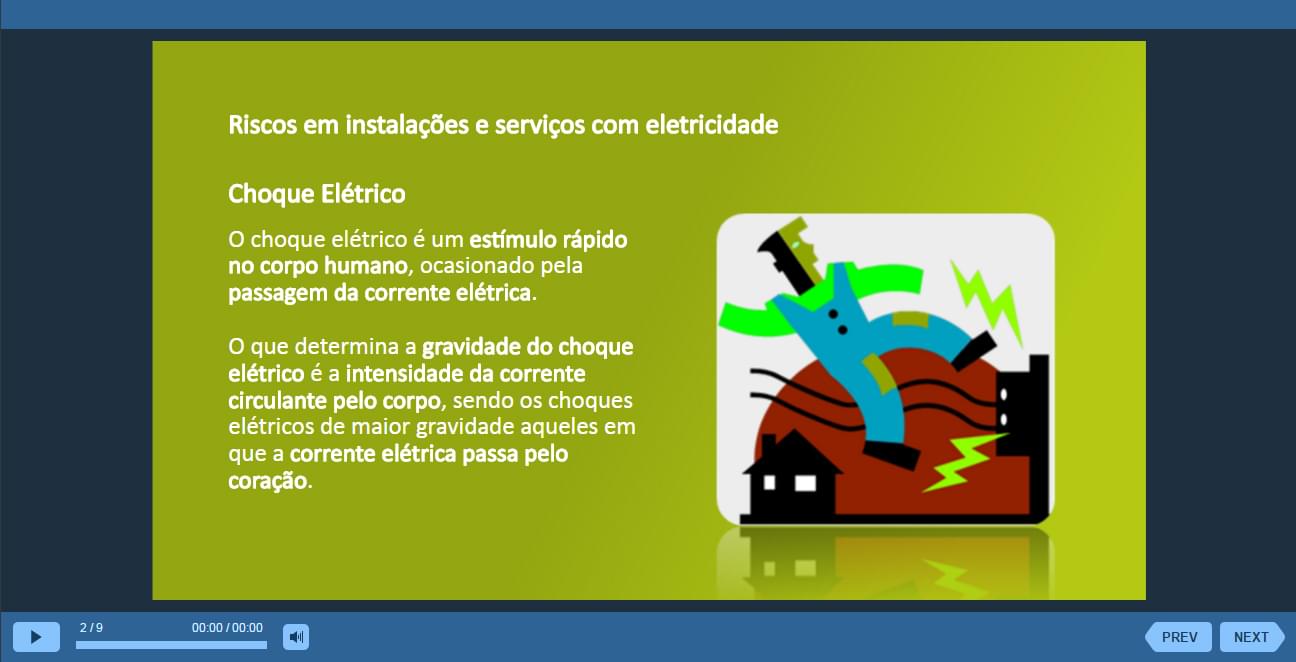 Riscos em instalações e serviços com eletricidade
Choque Elétrico
O choque elétrico é um estímulo rápido
no corpo humano, ocasionado pela
passagem da corrente elétrica.
O que determina a gravidade do choque
elétrico é a intensidade da corrente
circulante pelo corpo, sendo os choques
elétricos de maior gravidade aqueles em
que a corrente elétrica passa pelo
coração.
2 / 9 00:00 / 00:00
PREV NEXT